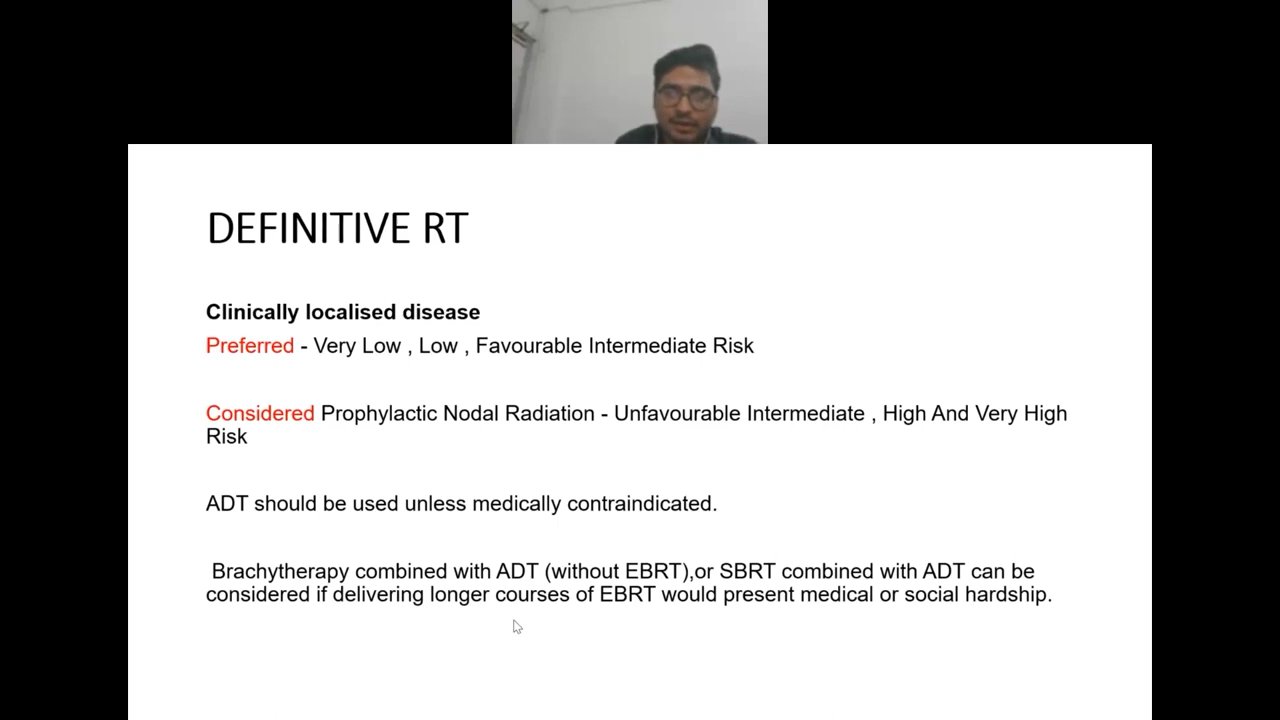 DEFINITIVE RT
Clinically localised disease
Preferred - Very Low , Low , Favourable Intermediate Risk
Considered Prophylactic Nodal Radiation - Unfavourable Intermediate , High And Very High
Risk
ADT should be used unless medically contraindicated.
Brachytherapy combined with ADT (without EBRT),or SBRT combined with ADT can be
considered if delivering longer courses of EBRT would present medical or social hardship.